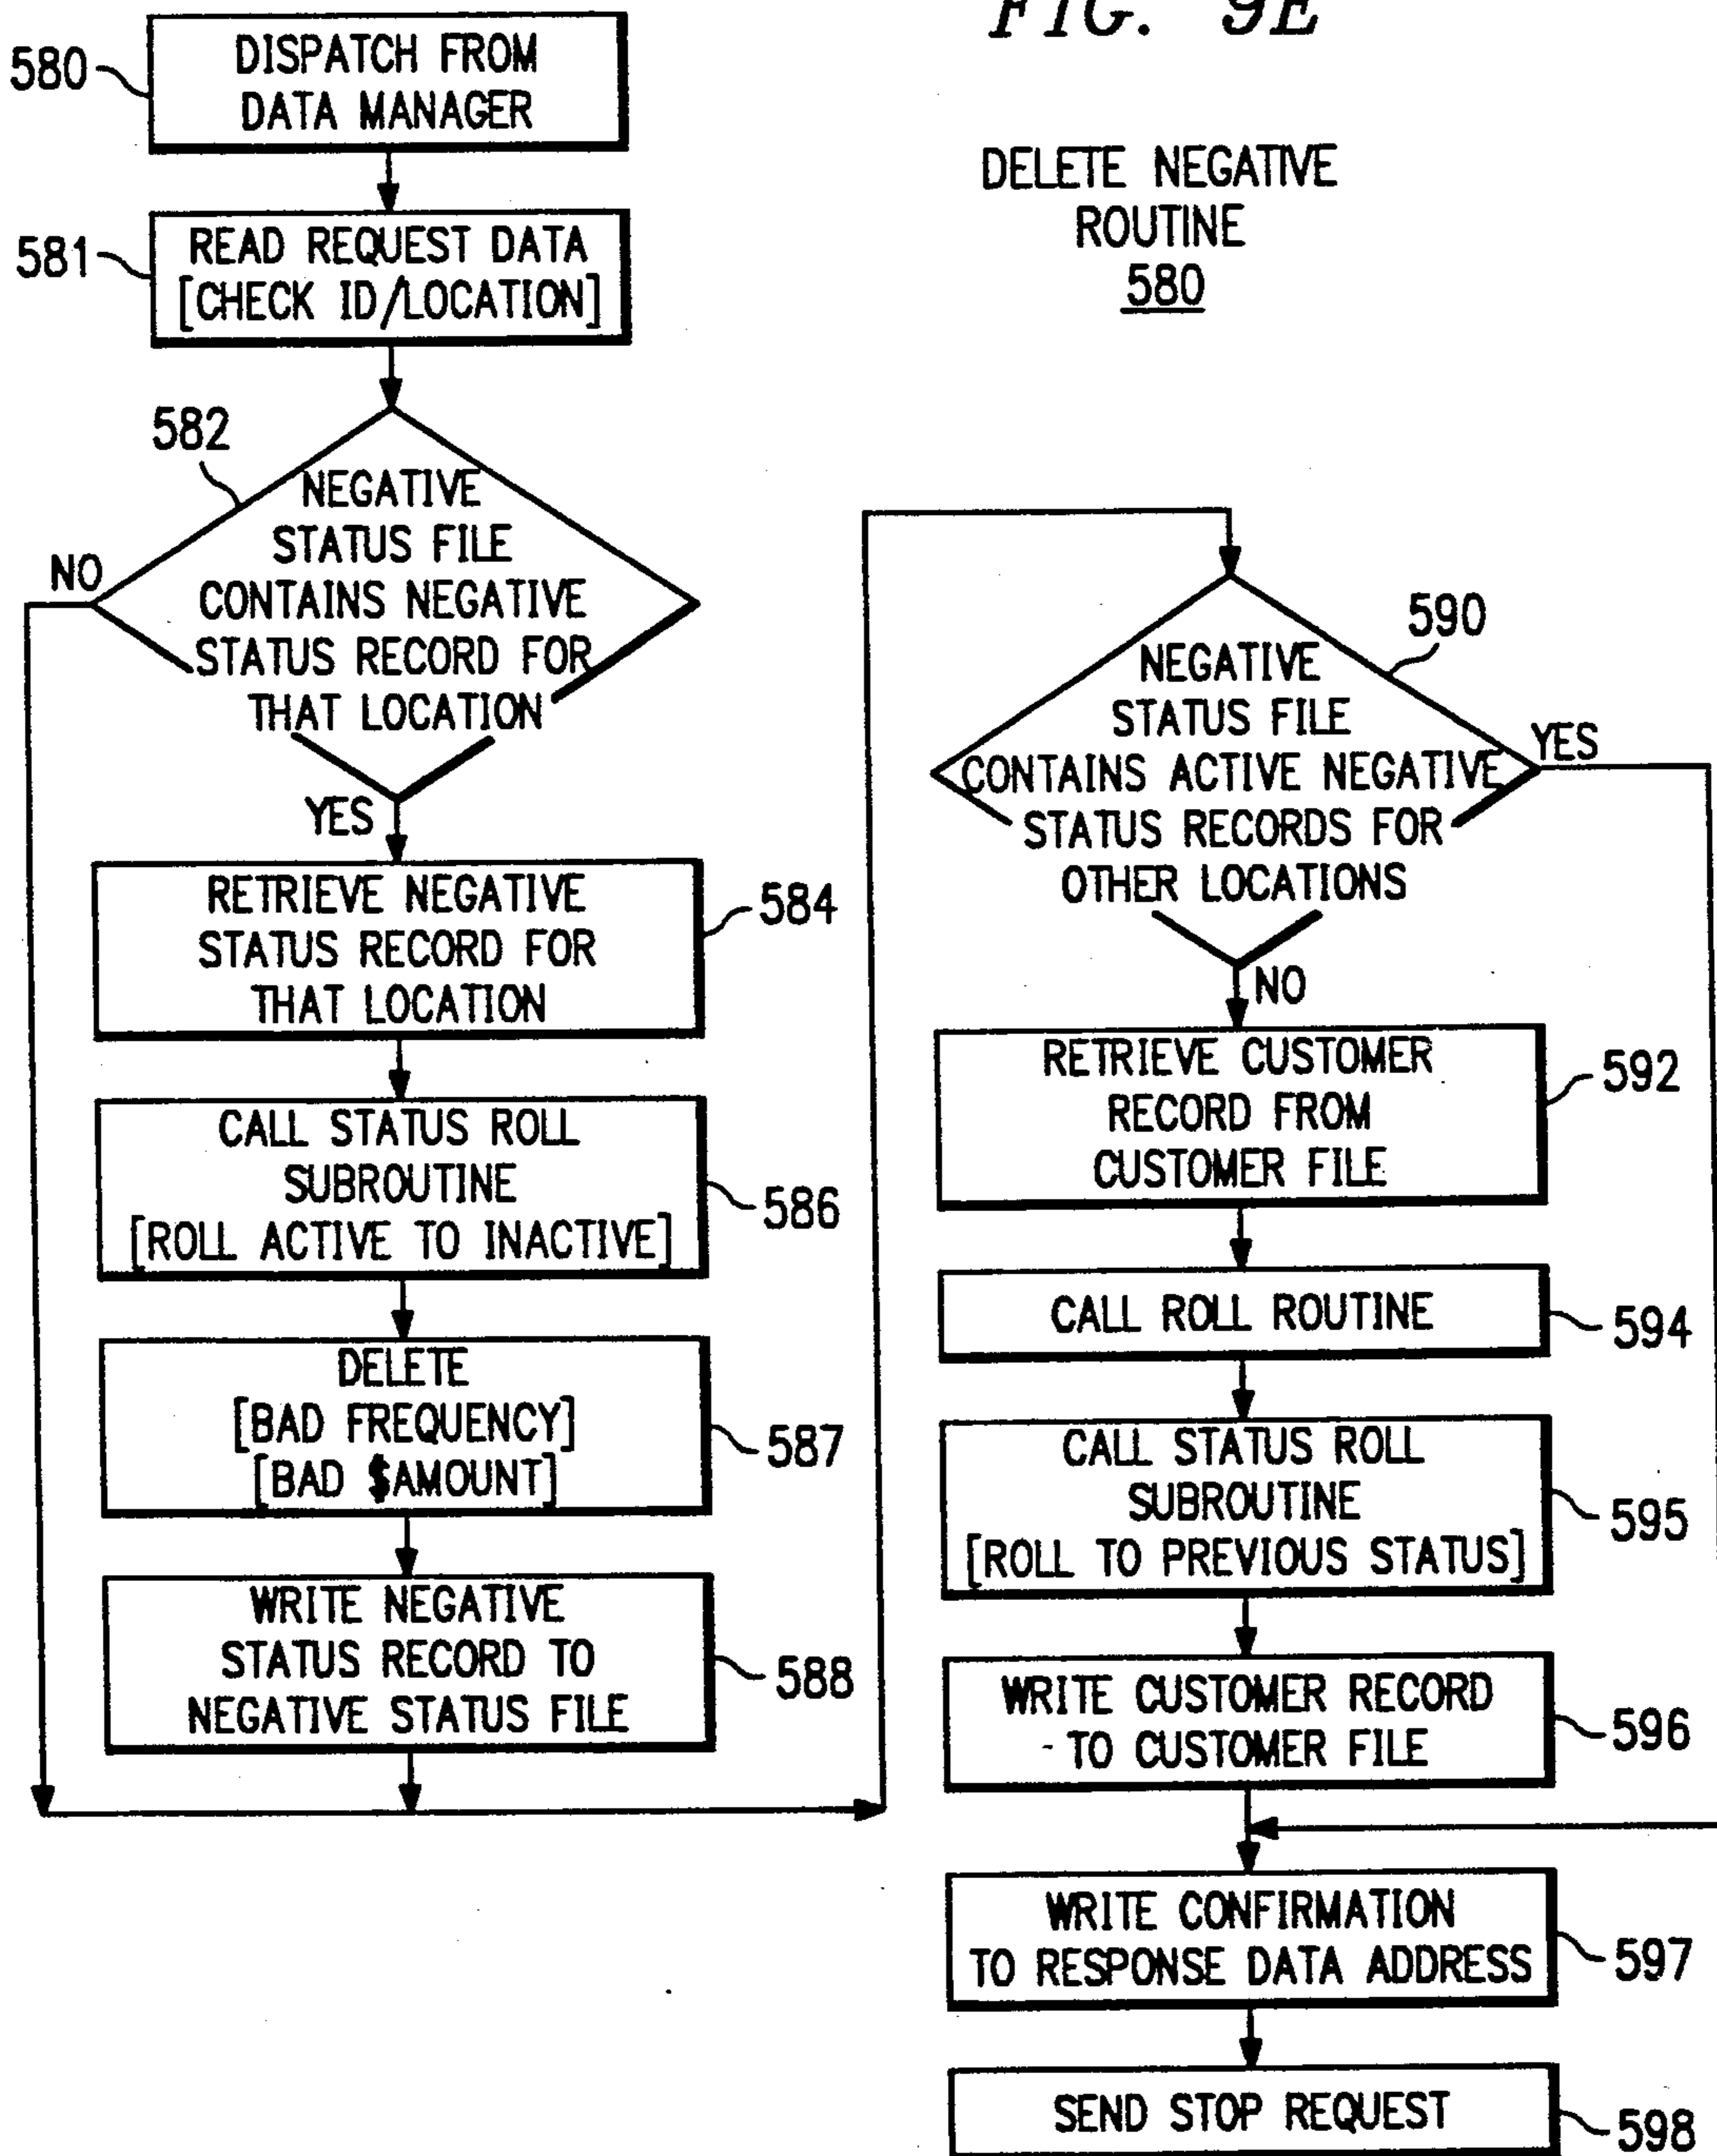 FIG. 9E
DELETE NEGATIVE
ROUTINE
580
580
DISPATCH FROM
DATA MANAGER
581
READ REQUEST DATA
[CHECK ID/LOCATION]
582
NEGATIVE
STATUS FILE
CONTAINS NEGATIVE
STATUS RECORD FOR
THAT LOCATION
NO
YES
RETRIEVE NEGATIVE
STATUS RECORD FOR
THAT LOCATION
584
CALL STATUS ROLL
SUBROUTINE
[ROLL ACTIVE TO INACTIVE]
586
DELETE
[BAD FREQUENCY]
[BAD $AMOUNT]
587
WRITE NEGATIVE
STATUS RECORD TO
NEGATIVE STATUS FILE
588
590
NEGATIVE
STATUS FILE
CONTAINS ACTIVE NEGATIVE
STATUS RECORDS FOR
OTHER LOCATIONS
YES
NO
RETRIEVE CUSTOMER
RECORD FROM
CUSTOMER FILE
592
CALL ROLL ROUTINE
594
CALL STATUS ROLL
SUBROUTINE
[ROLL TO PREVIOUS STATUS]
595
WRITE CUSTOMER RECORD
TO CUSTOMER FILE
596
WRITE CONFIRMATION
TO RESPONSE DATA ADDRESS
597
SEND STOP REQUEST
598